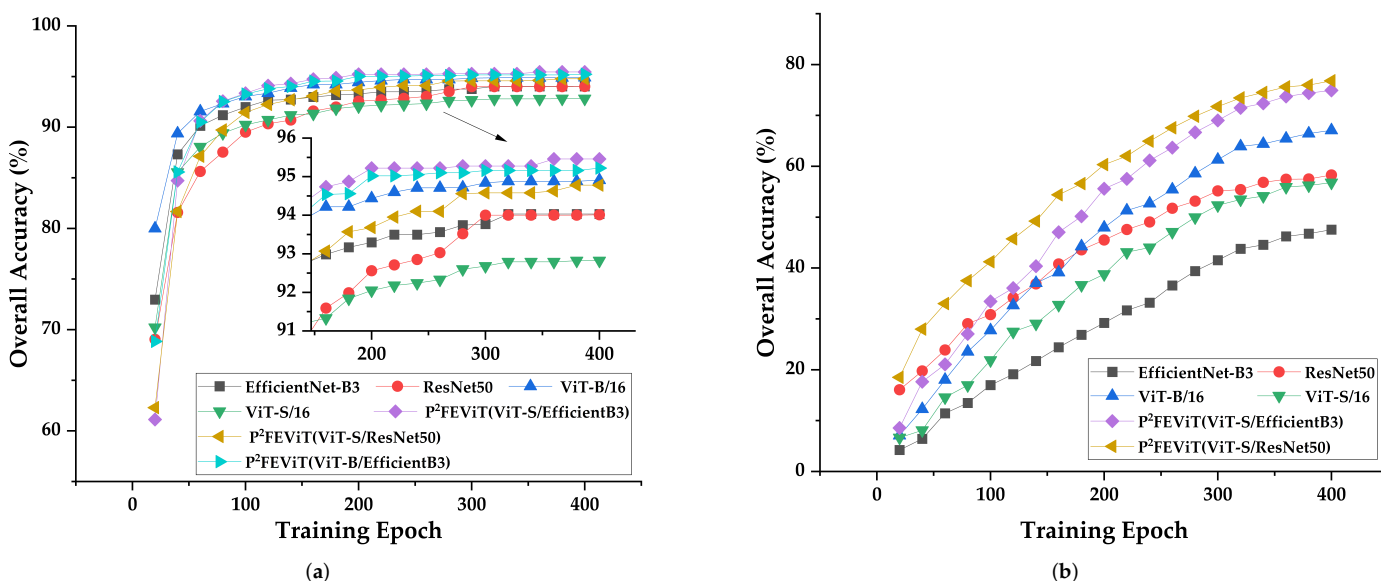 100
90
80
70
60
Overall Accuracy (%)
0
100
200
300
400
Training Epoch
96
95
94
93
92
91
200
300
400
EfficientNet-B3
ResNet50
ViT-B/16
ViT-S/16
P²FEViT(ViT-S/EfficientB3)
P²FEViT(ViT-S/ResNet50)
P²FEViT(ViT-B/EfficientB3)
(a)
80
60
40
20
0
Overall Accuracy (%)
0
100
200
300
400
Training Epoch
EfficientNet-B3
ResNet50
ViT-B/16
ViT-S/16
P²FEViT(ViT-S/EfficientB3)
P²FEViT(ViT-S/ResNet50)
(b)